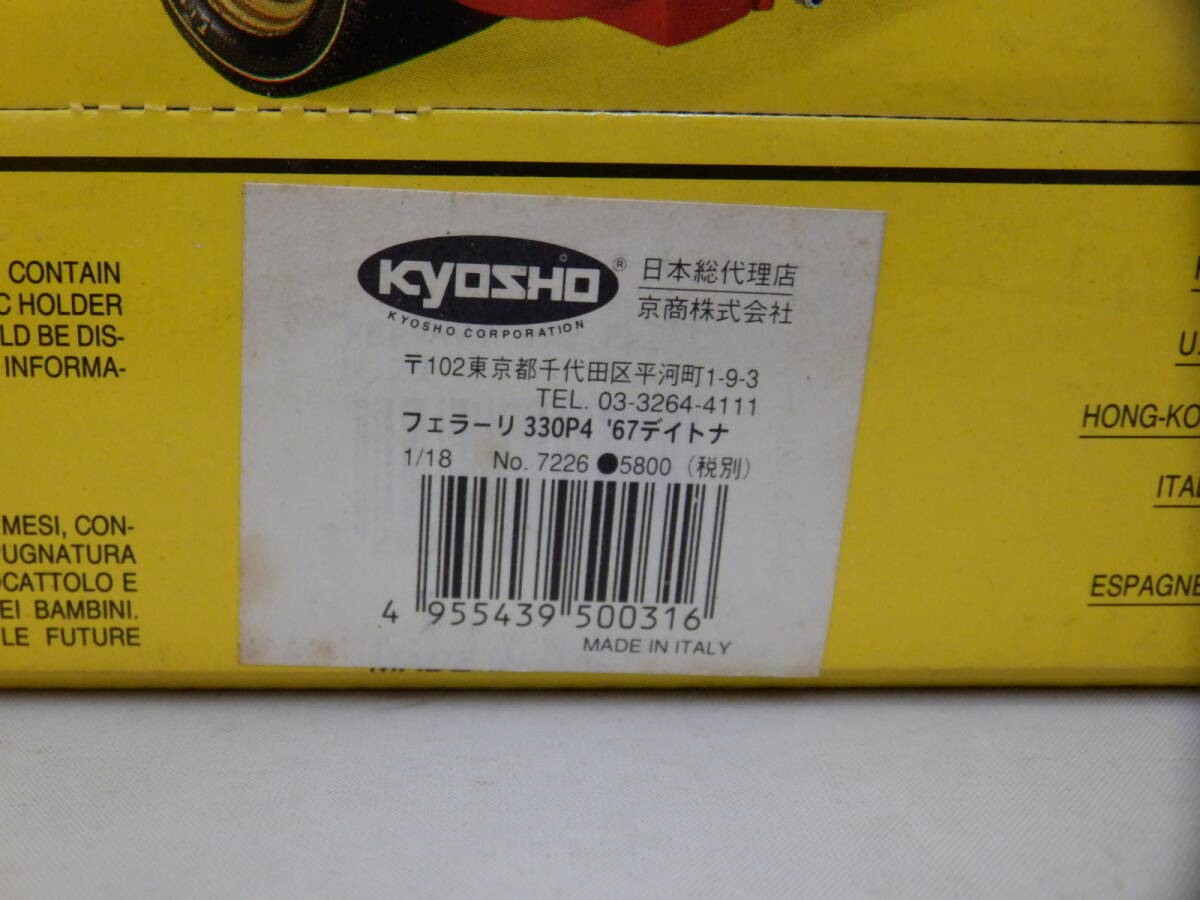 CONTAIN
C HOLDER
LD BE DIS-
INFORMA-
MESI, CON-
PUGNATURA
OCATTOLO E
EI BAMBINI.
LE FUTURE
KYOSHO®
KYOSHO CORPORATION
日本総代理店
京商株式会社
〒102東京都千代田区平河町1-9-3
TEL. 03-3264-4111
フェラーリ 330P4 '67デイトナ
1/18 No. 7226 ●5800 (税別)
4 955439 500316
MADE IN ITALY
HONG-KO
ITAL
ESPAGNE